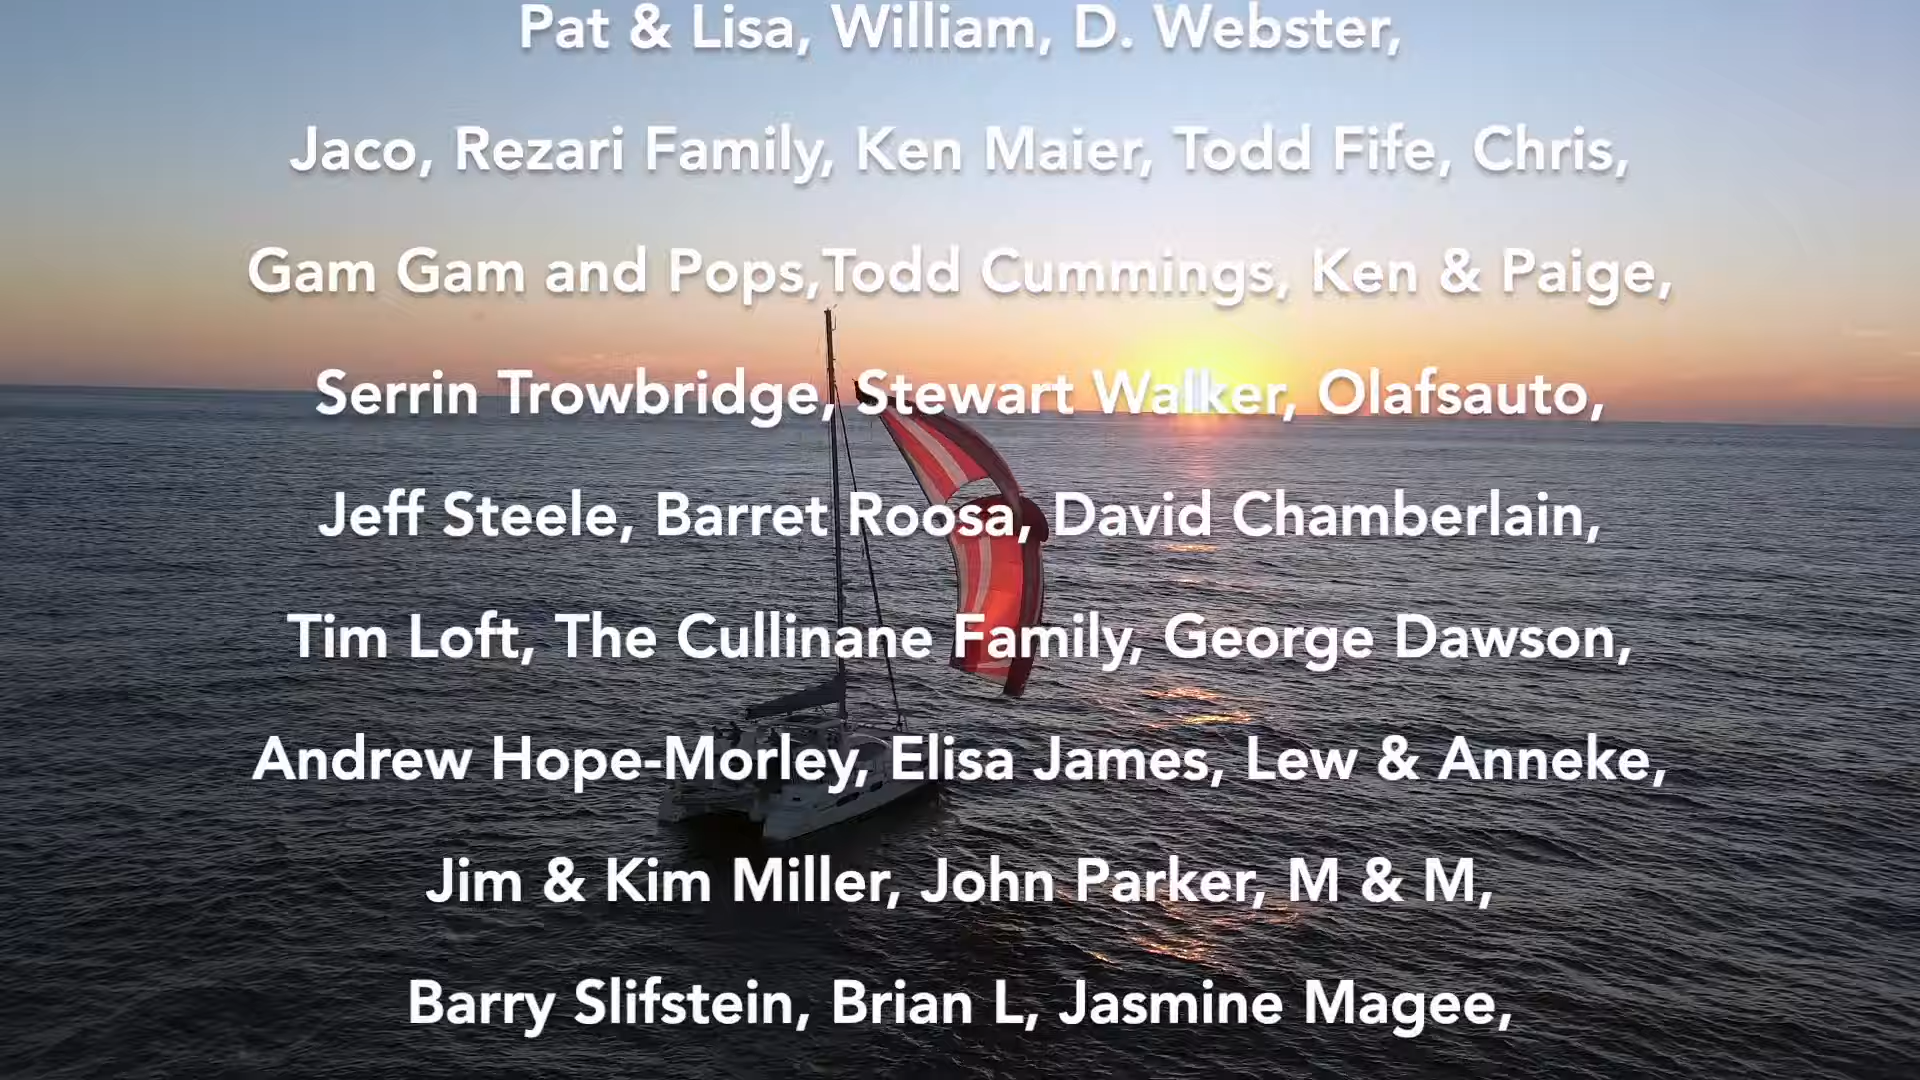 Pat & Lisa, William, D. Webster,
Jaco, Rezari Family, Ken Maier, Todd Fife, Chris,
Gam Gam and Pops,Todd Cummings, Ken & Paige,
Serrin Trowbridge, Stewart Walker, Olafsauto,
Jeff Steele, Barret Roosa, David Chamberlain,
Tim Loft, The Cullinane Family, George Dawson,
Andrew Hope-Morley, Elisa James, Lew & Anneke,
Jim & Kim Miller, John Parker, M & M,
Barry Slifstein, Brian L, Jasmine Magee,